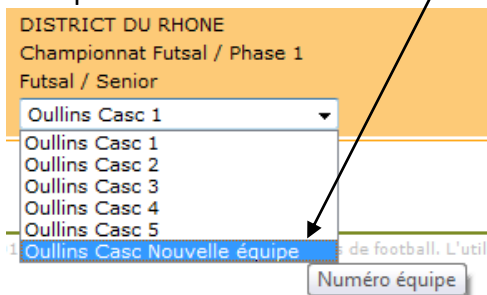 DISTRICT DU RHONE
Championnat Futsal / Phase 1
Futsal / Senior
Oullins Casc 1
Oullins Casc 1
Oullins Casc 2
Oullins Casc 3
Oullins Casc 4
Oullins Casc 5
Oullins Casc Nouvelle équipe
de football. L'util
Numéro équipe